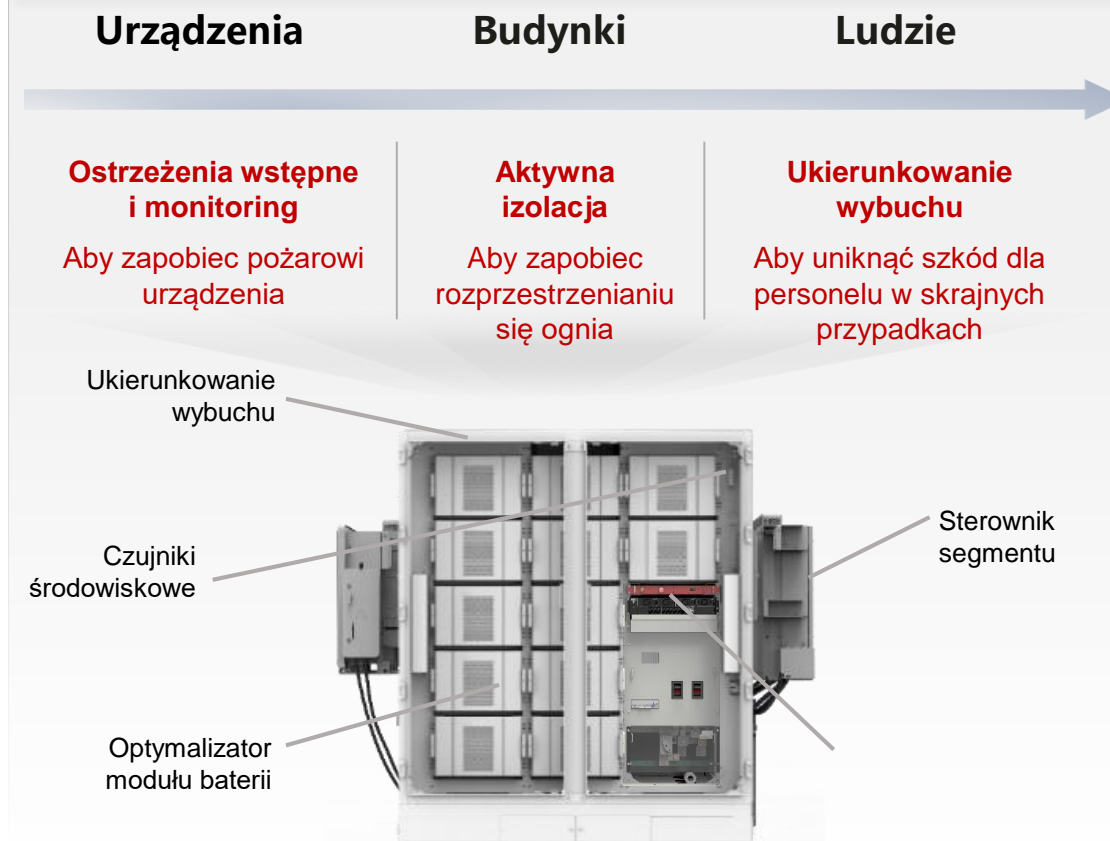 Urządzenia
Budynki
Ludzie
Ostrzeżenia wstępne
i monitoring
Aby zapobiec pożarowi
urządzenia
Aktywna
izolacja
Aby zapobiec
rozprzestrzenianiu
się ognia
Ukierunkowanie
wybuchu
Aby uniknąć szkód dla
personelu w skrajnych
przypadkach
Ukierunkowanie
wybuchu
Czujniki
środowiskowe
Sterownik
segmentu
Optymalizator
modułu baterii